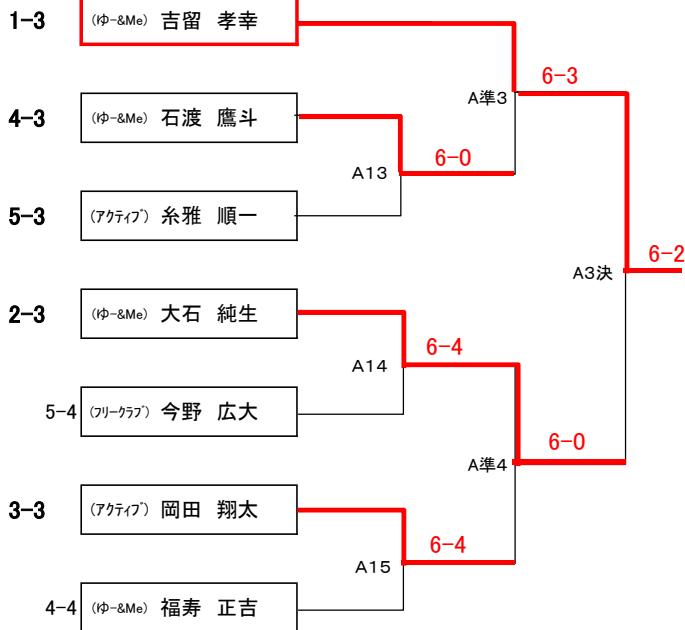 1-3 (ゆ-&Me) 吉留 孝幸
6-3
A準3
4-3 (ゆ-&Me) 石渡 鷹斗
6-0
A13
5-3 (アクティブ) 糸雅 順一
6-2
A3決
2-3 (ゆ-&Me) 大石 純生
6-4
A14
5-4 (フリークラブ) 今野 広大
6-0
A準4
3-3 (アクティブ) 岡田 翔太
6-4
A15
4-4 (ゆ-&Me) 福寿 正吉